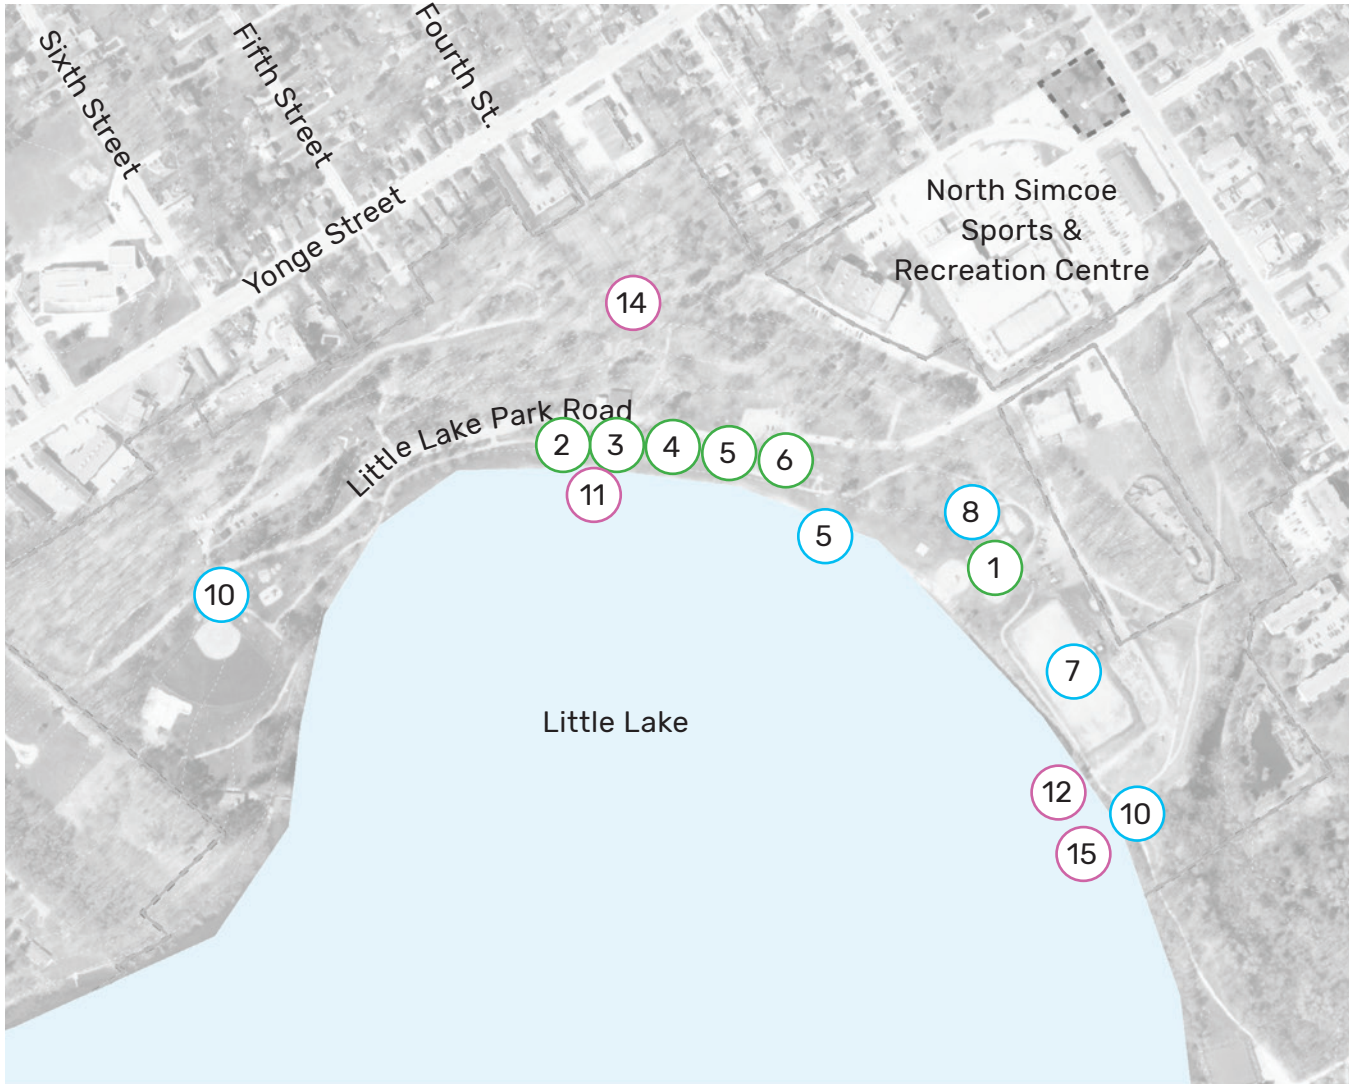 Sixth Street
Fifth Street
Fourth St.
Yonge Street
North Simcoe
Sports &
Recreation Centre
14
Little Lake Park Road
2
3
4
5
6
11
5
8
1
10
7
Little Lake
12
10
15